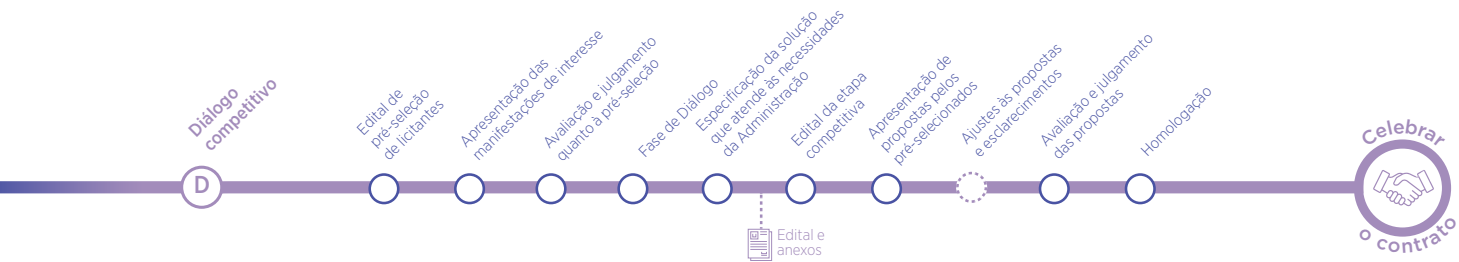 Diálogo
competitivo
D
Edital de
pré-seleção
de licitantes
Apresentação das
manifestações de interesse
Avaliação e julgamento
quanto à pré-seleção
Fase de Diálogo
Especificação da solução
que atende às necessidades
da Administração
Edital e
anexos
Edital da etapa
competitiva
Apresentação de
propostas pelos
pré-selecionados
Ajustes às propostas
e esclarecimentos
Avaliação e julgamento
das propostas
Homologação
Celebrar
o contrato